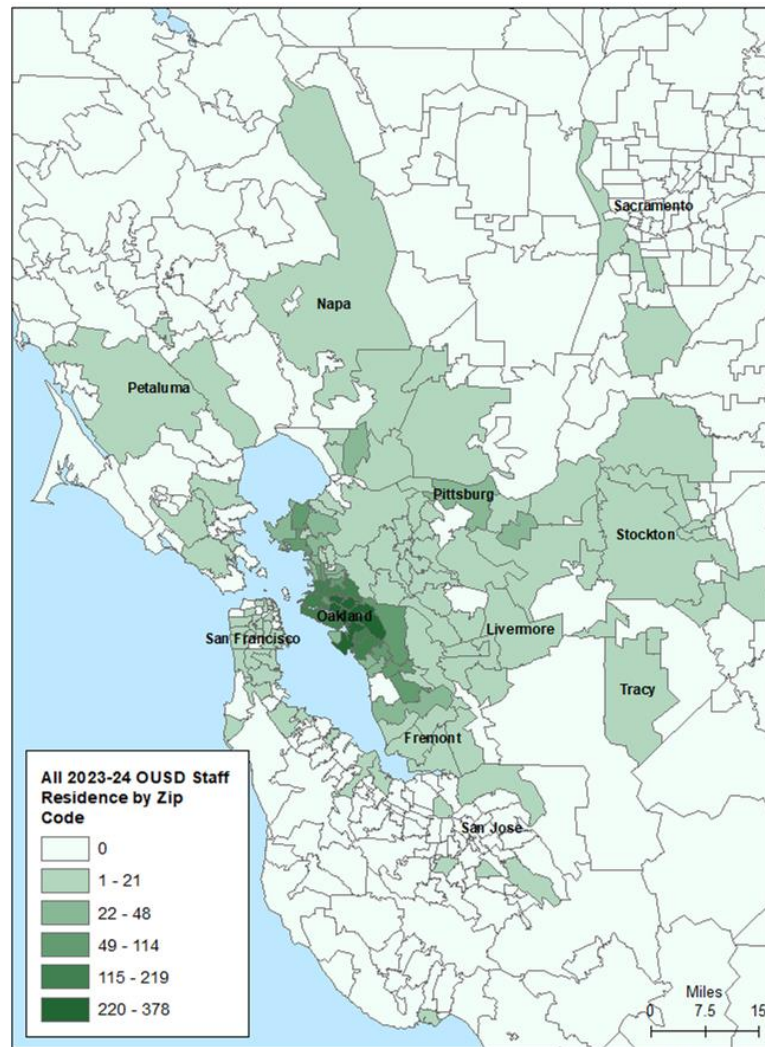 Sacramento
Napa
Petaluma
Pittsburg
Stockton
Oakland
San Francisco
Livermore
Tracy
Fremont
San Jose
All 2023-24 OUSD Staff
Residence by Zip
Code
0
1 - 21
22 - 48
49 - 114
115 - 219
220 - 378
Miles
0 7.5 15